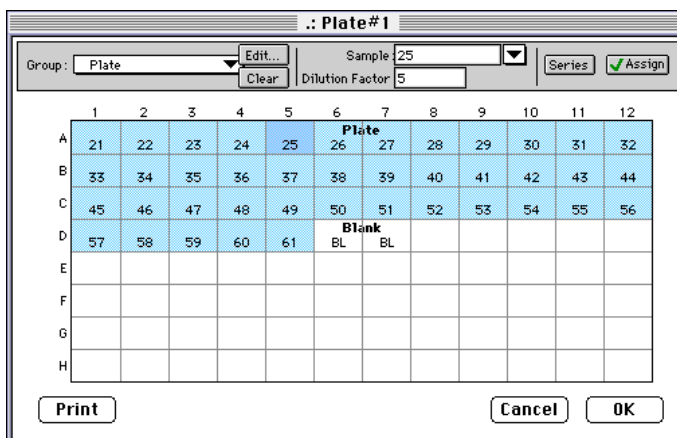 .: Plate#1
Group: Plate Edit... Sample: 25 Series Assign
Clear Dilution Factor 5
1 2 3 4 5 6 7 8 9 10 11 12
Plate
A 21 22 23 24 25 26 27 28 29 30 31 32
B 33 34 35 36 37 38 39 40 41 42 43 44
C 45 46 47 48 49 50 51 52 53 54 55 56
Blank
D 57 58 59 60 61 BL BL
E
F
G
H
Print Cancel OK